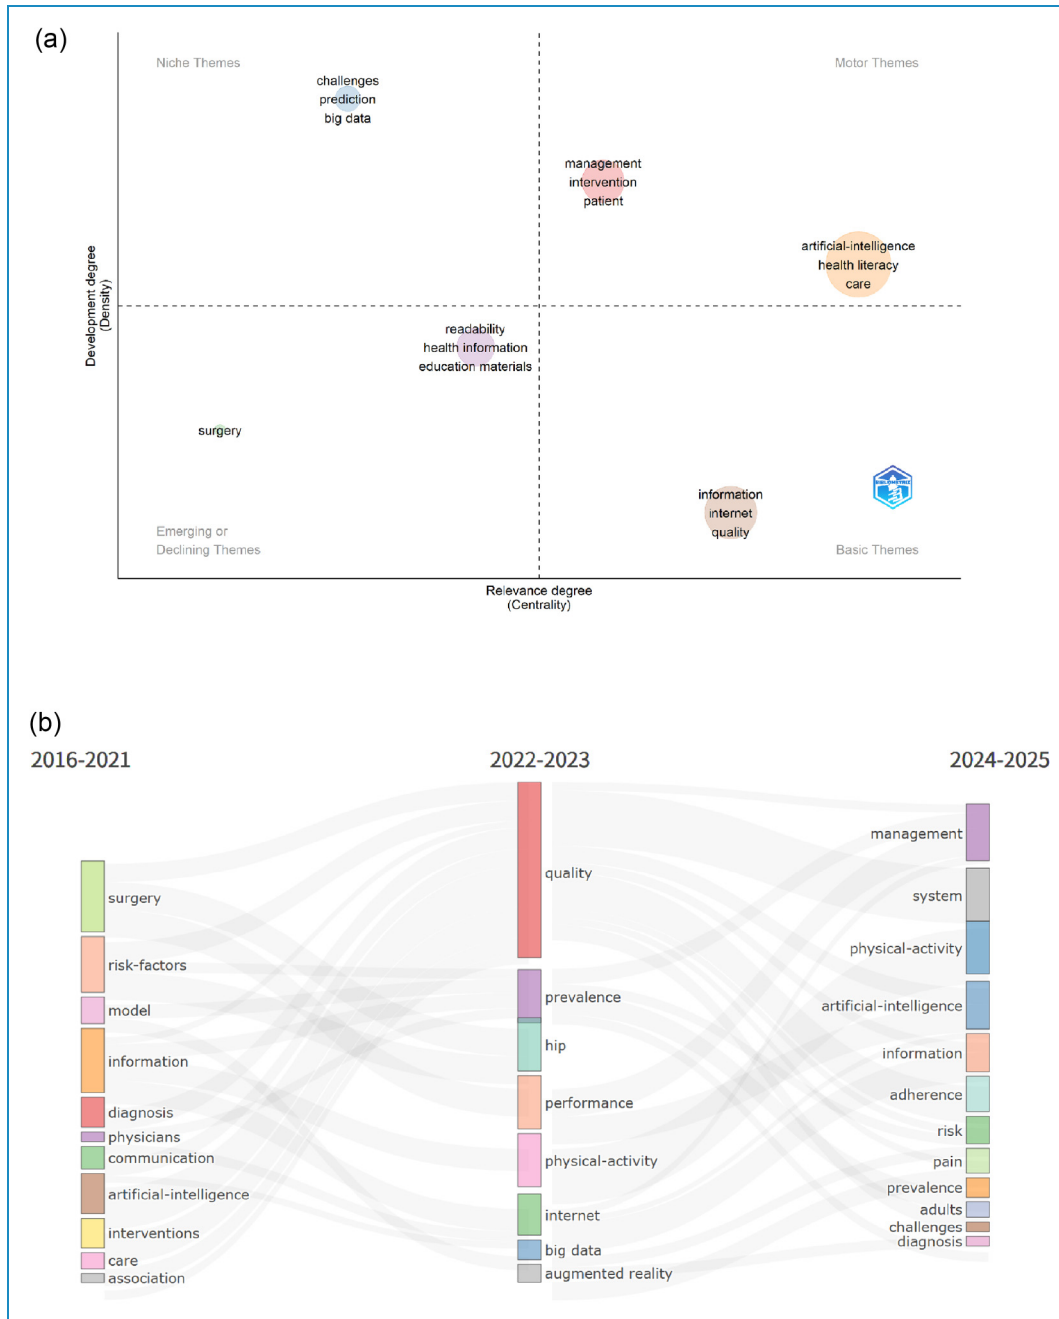 (a)
Niche Themes
Motor Themes
challenges
prediction
big data
management
intervention
patient
artificial-intelligence
health literacy
care
Development degree
(Density)
readability
health information
education materials
surgery
information
internet
quality
BIBLIOMETRIX
Emerging or
Declining Themes
Basic Themes
Relevance degree
(Centrality)
(b)
2016-2021
2022-2023
2024-2025
surgery
risk-factors
model
information
diagnosis
physicians
communication
artificial-intelligence
interventions
care
association
quality
prevalence
hip
performance
physical-activity
internet
big data
augmented reality
management
system
physical-activity
artificial-intelligence
information
adherence
risk
pain
prevalence
adults
challenges
diagnosis